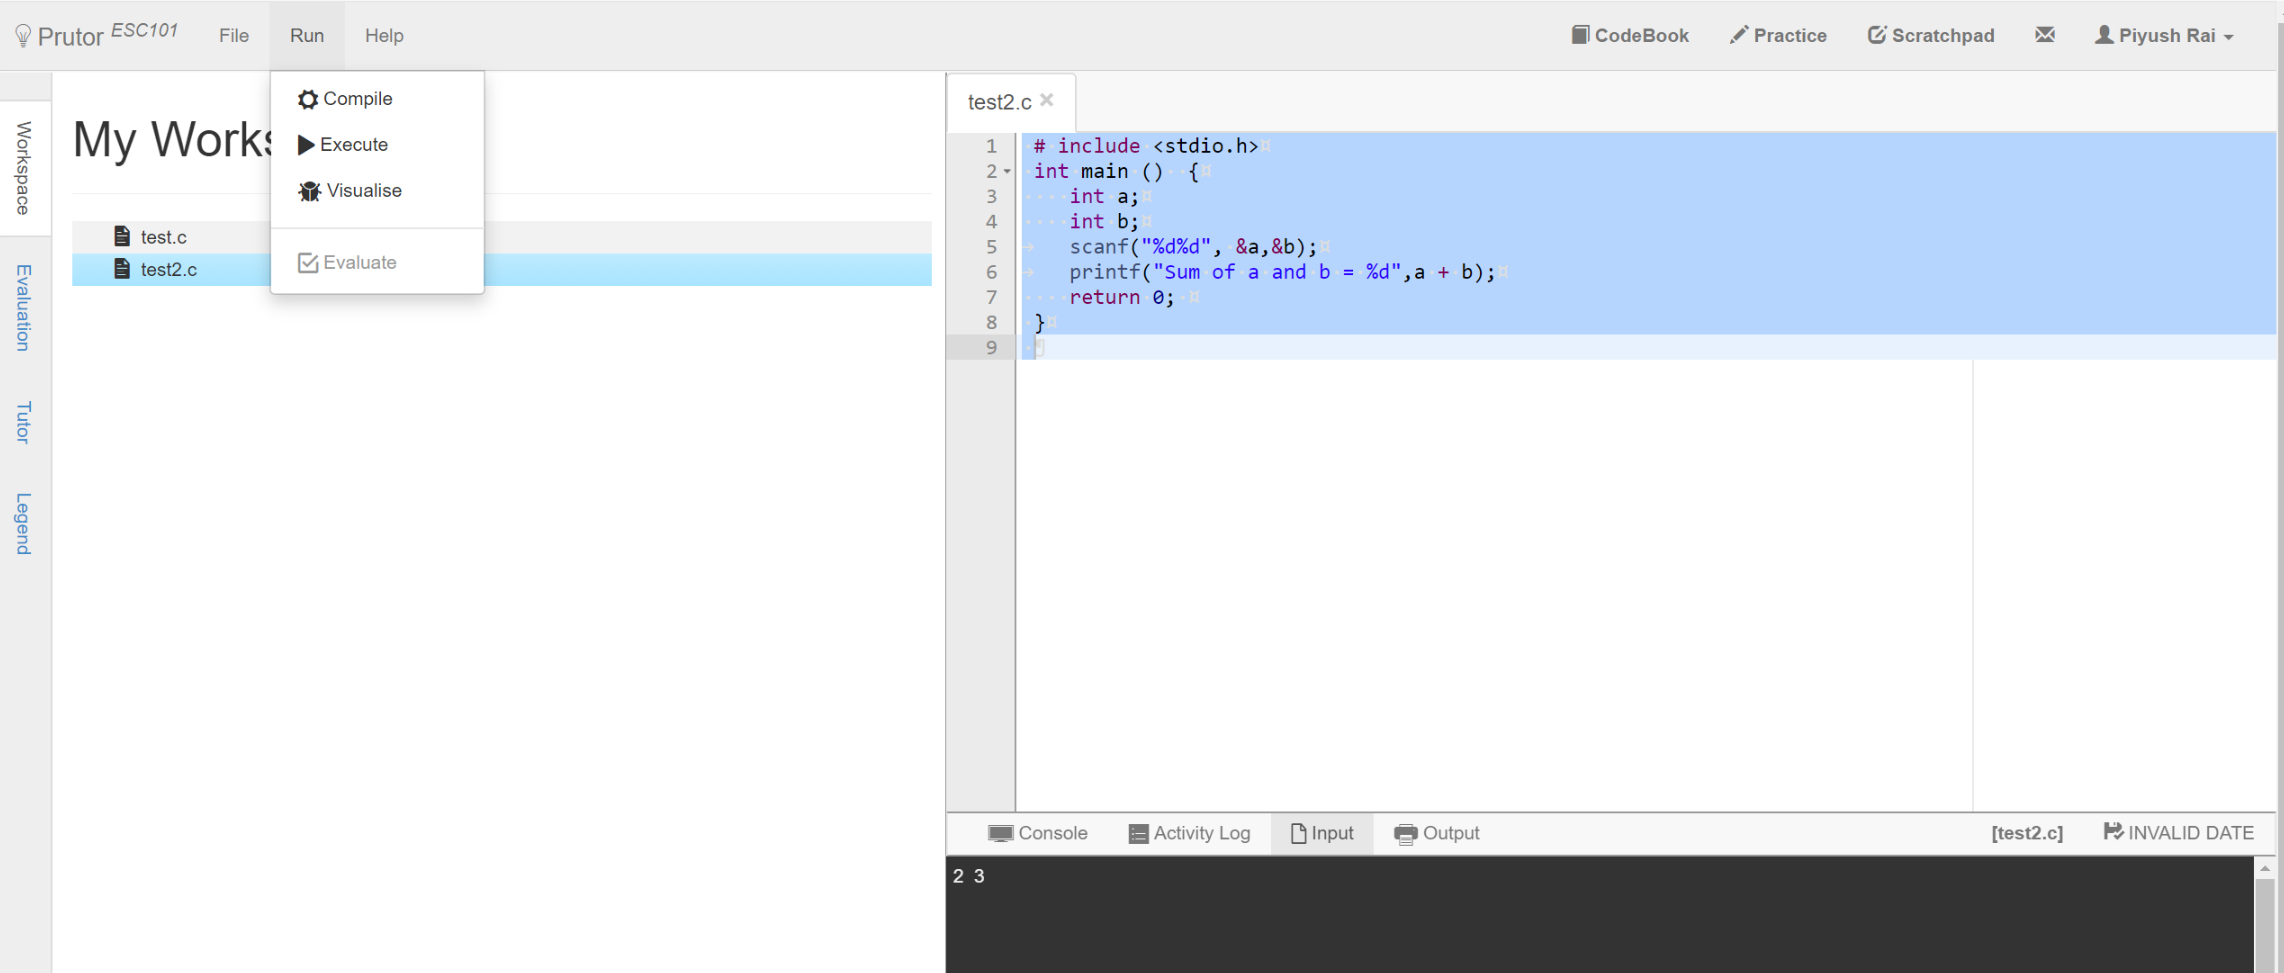 Prutor ESC101 File Run Help CodeBook Practice Scratchpad Piyush Rai
Compile
Execute
Visualise
Evaluate
Workspace
Evaluation
Tutor
Legend
My Works
test.c
test2.c
test2.c
1 # include <stdio.h>
2 int main () {
3 int a;
4 int b;
5 scanf("%d%d", &a,&b);
6 printf("Sum of a and b = %d",a + b);
7 return 0;
8 }
9
Console Activity Log Input Output [test2.c] INVALID DATE
2 3